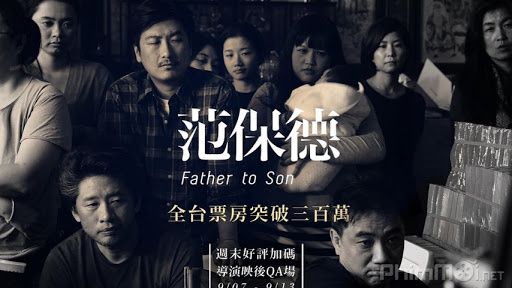 范保德
Father to Son
全台票房突破三百萬
週末好評加碼
導演映後QA場
9/07 - 9/13
PhimMoi.NET